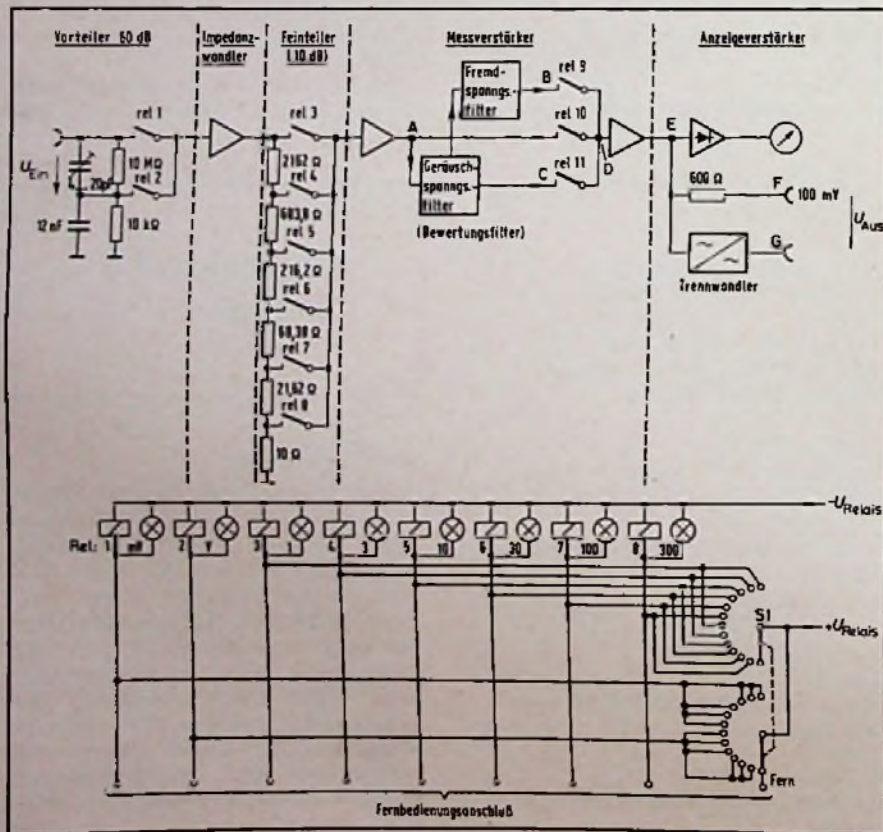 Vorteiler 60 dB
Impedanz-
wandler
Feinteiler
(10 dB)
Messverstärker
Anzeigeverstärker
rel 1
rel 2
U_Ein
20pF
10 MΩ
12 nF
10 kΩ
rel 3
2162 Ω
rel 4
683,8 Ω
rel 5
216,2 Ω
rel 6
68,38 Ω
rel 7
21,62 Ω
rel 8
10 Ω
Fremd-
spanngs.-
filter
B
rel 9
A
rel 10
Geräusch-
spanngs.-
filter
C
rel 11
D
(Bewertungsfilter)
E
600 Ω
F
100 mV
U_Aus
G
Trennwandler
-U_Relais
Rel: 1 mV 2 V 3 1 4 3 5 10 6 30 7 100 8 300
S1
+U_Relais
Fern
Fernbedienungsanschluß